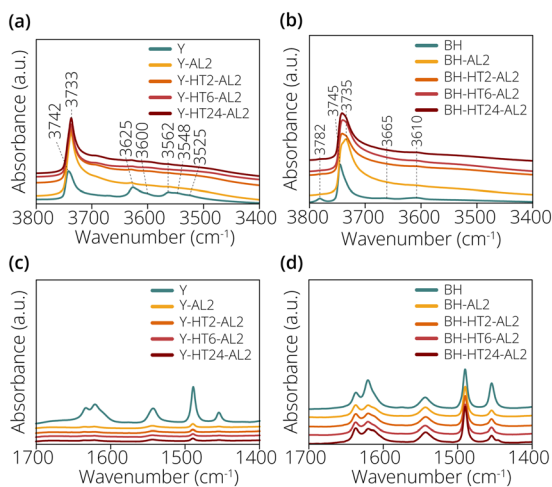 (a)
Absorbance (a.u.)
3742
3733
3625
3600
3562
3548
3525
Y
Y-AL2
Y-HT2-AL2
Y-HT6-AL2
Y-HT24-AL2
3800 3700 3600 3500 3400
Wavenumber (cm-1)
(b)
Absorbance (a.u.)
3782
3745
3735
3665
3610
BH
BH-AL2
BH-HT2-AL2
BH-HT6-AL2
BH-HT24-AL2
3800 3700 3600 3500 3400
Wavenumber (cm-1)
(c)
Absorbance (a.u.)
Y
Y-AL2
Y-HT2-AL2
Y-HT6-AL2
Y-HT24-AL2
1700 1600 1500 1400
Wavenumber (cm-1)
(d)
Absorbance (a.u.)
BH
BH-AL2
BH-HT2-AL2
BH-HT6-AL2
BH-HT24-AL2
1700 1600 1500 1400
Wavenumber (cm-1)